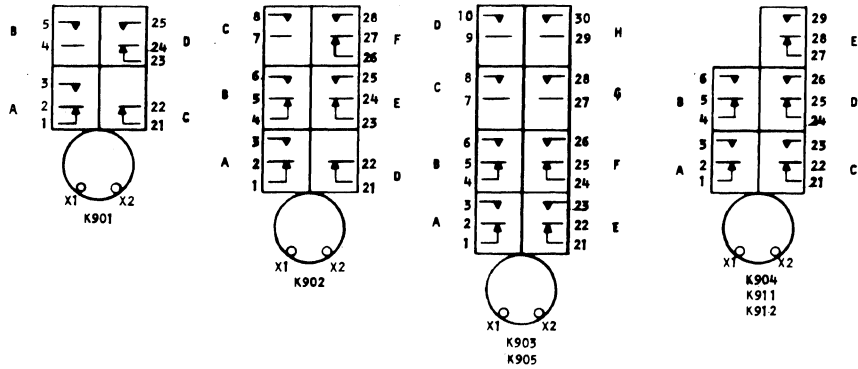 B 5 25
4 24 D
23
3
A 2 22
1 21 C
X1 X2
K901
C 8 28
7 27 F
26
6 25
B 5 24 E
4 23
3
A 2 22
1 21 D
X1 X2
K902
D 10 30
9 29 H
C 8 28
7 27 G
6 26
B 5 25 F
4 24
3 23
A 2 22 E
1 21
X1 X2
K903
K905
29
28 E
27
6 26
B 5 25 D
4 24
3 23
A 2 22 C
1 21
X1 X2
K904
K911
K912